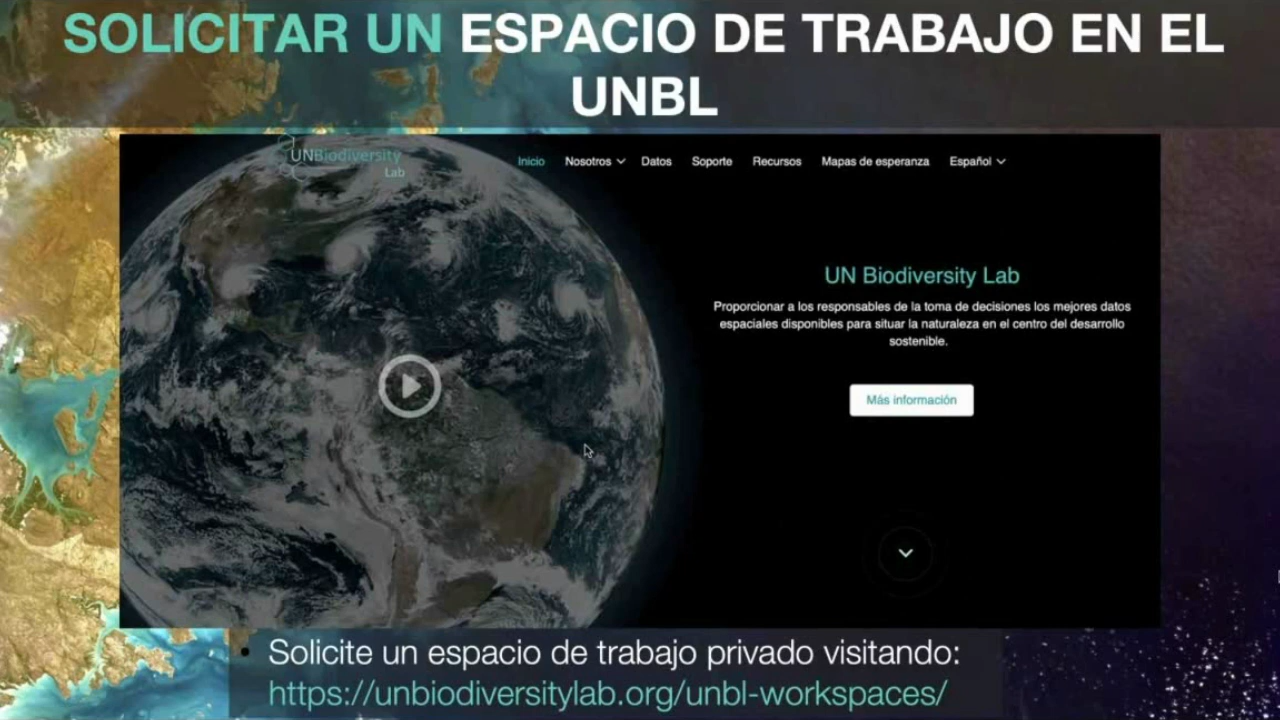 SOLICITAR UN ESPACIO DE TRABAJO EN EL
UNBL
UNBiodiversity
Lab
Inicio Nosotros Datos Soporte Recursos Mapas de esperanza Español
UN Biodiversity Lab
Proporcionar a los responsables de la toma de decisiones los mejores datos
espaciales disponibles para situar la naturaleza en el centro del desarrollo
sostenible.
Más información
• Solicite un espacio de trabajo privado visitando:
https://unbiodiversitylab.org/unbl-workspaces/